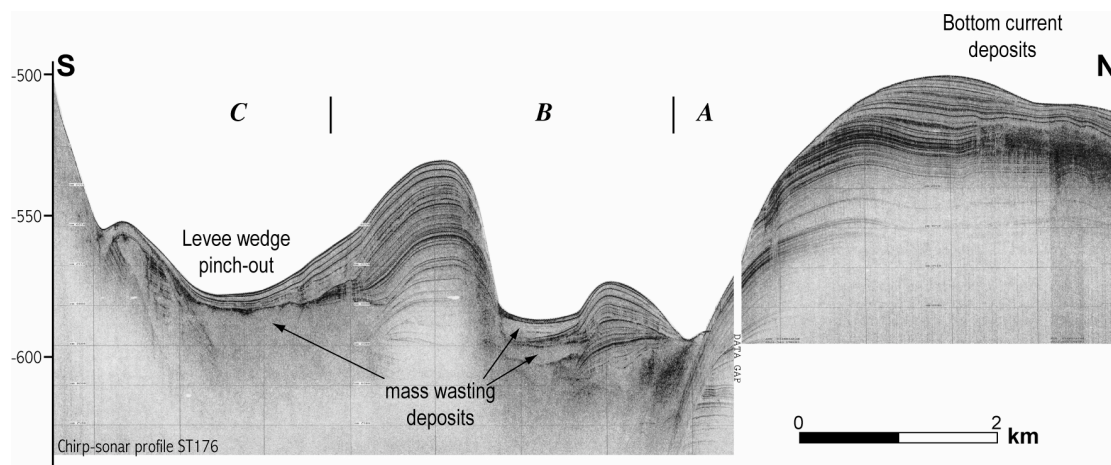 Bottom current
deposits
S
N
-500
C
B
A
-550
Levee wedge
pinch-out
-600
DATA GAP
mass wasting
deposits
0
2
km
Chirp-sonar profile ST176